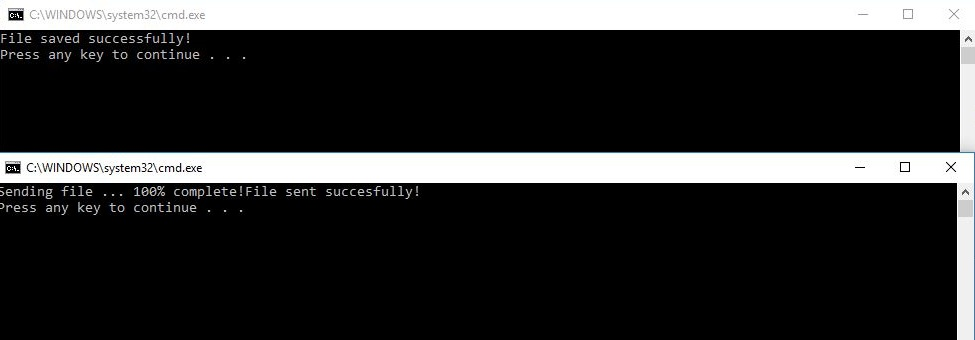 C:\WINDOWS\system32\cmd.exe
File saved successfully!
Press any key to continue . . .
C:\WINDOWS\system32\cmd.exe
Sending file ... 100% complete!File sent succesfully!
Press any key to continue . . .